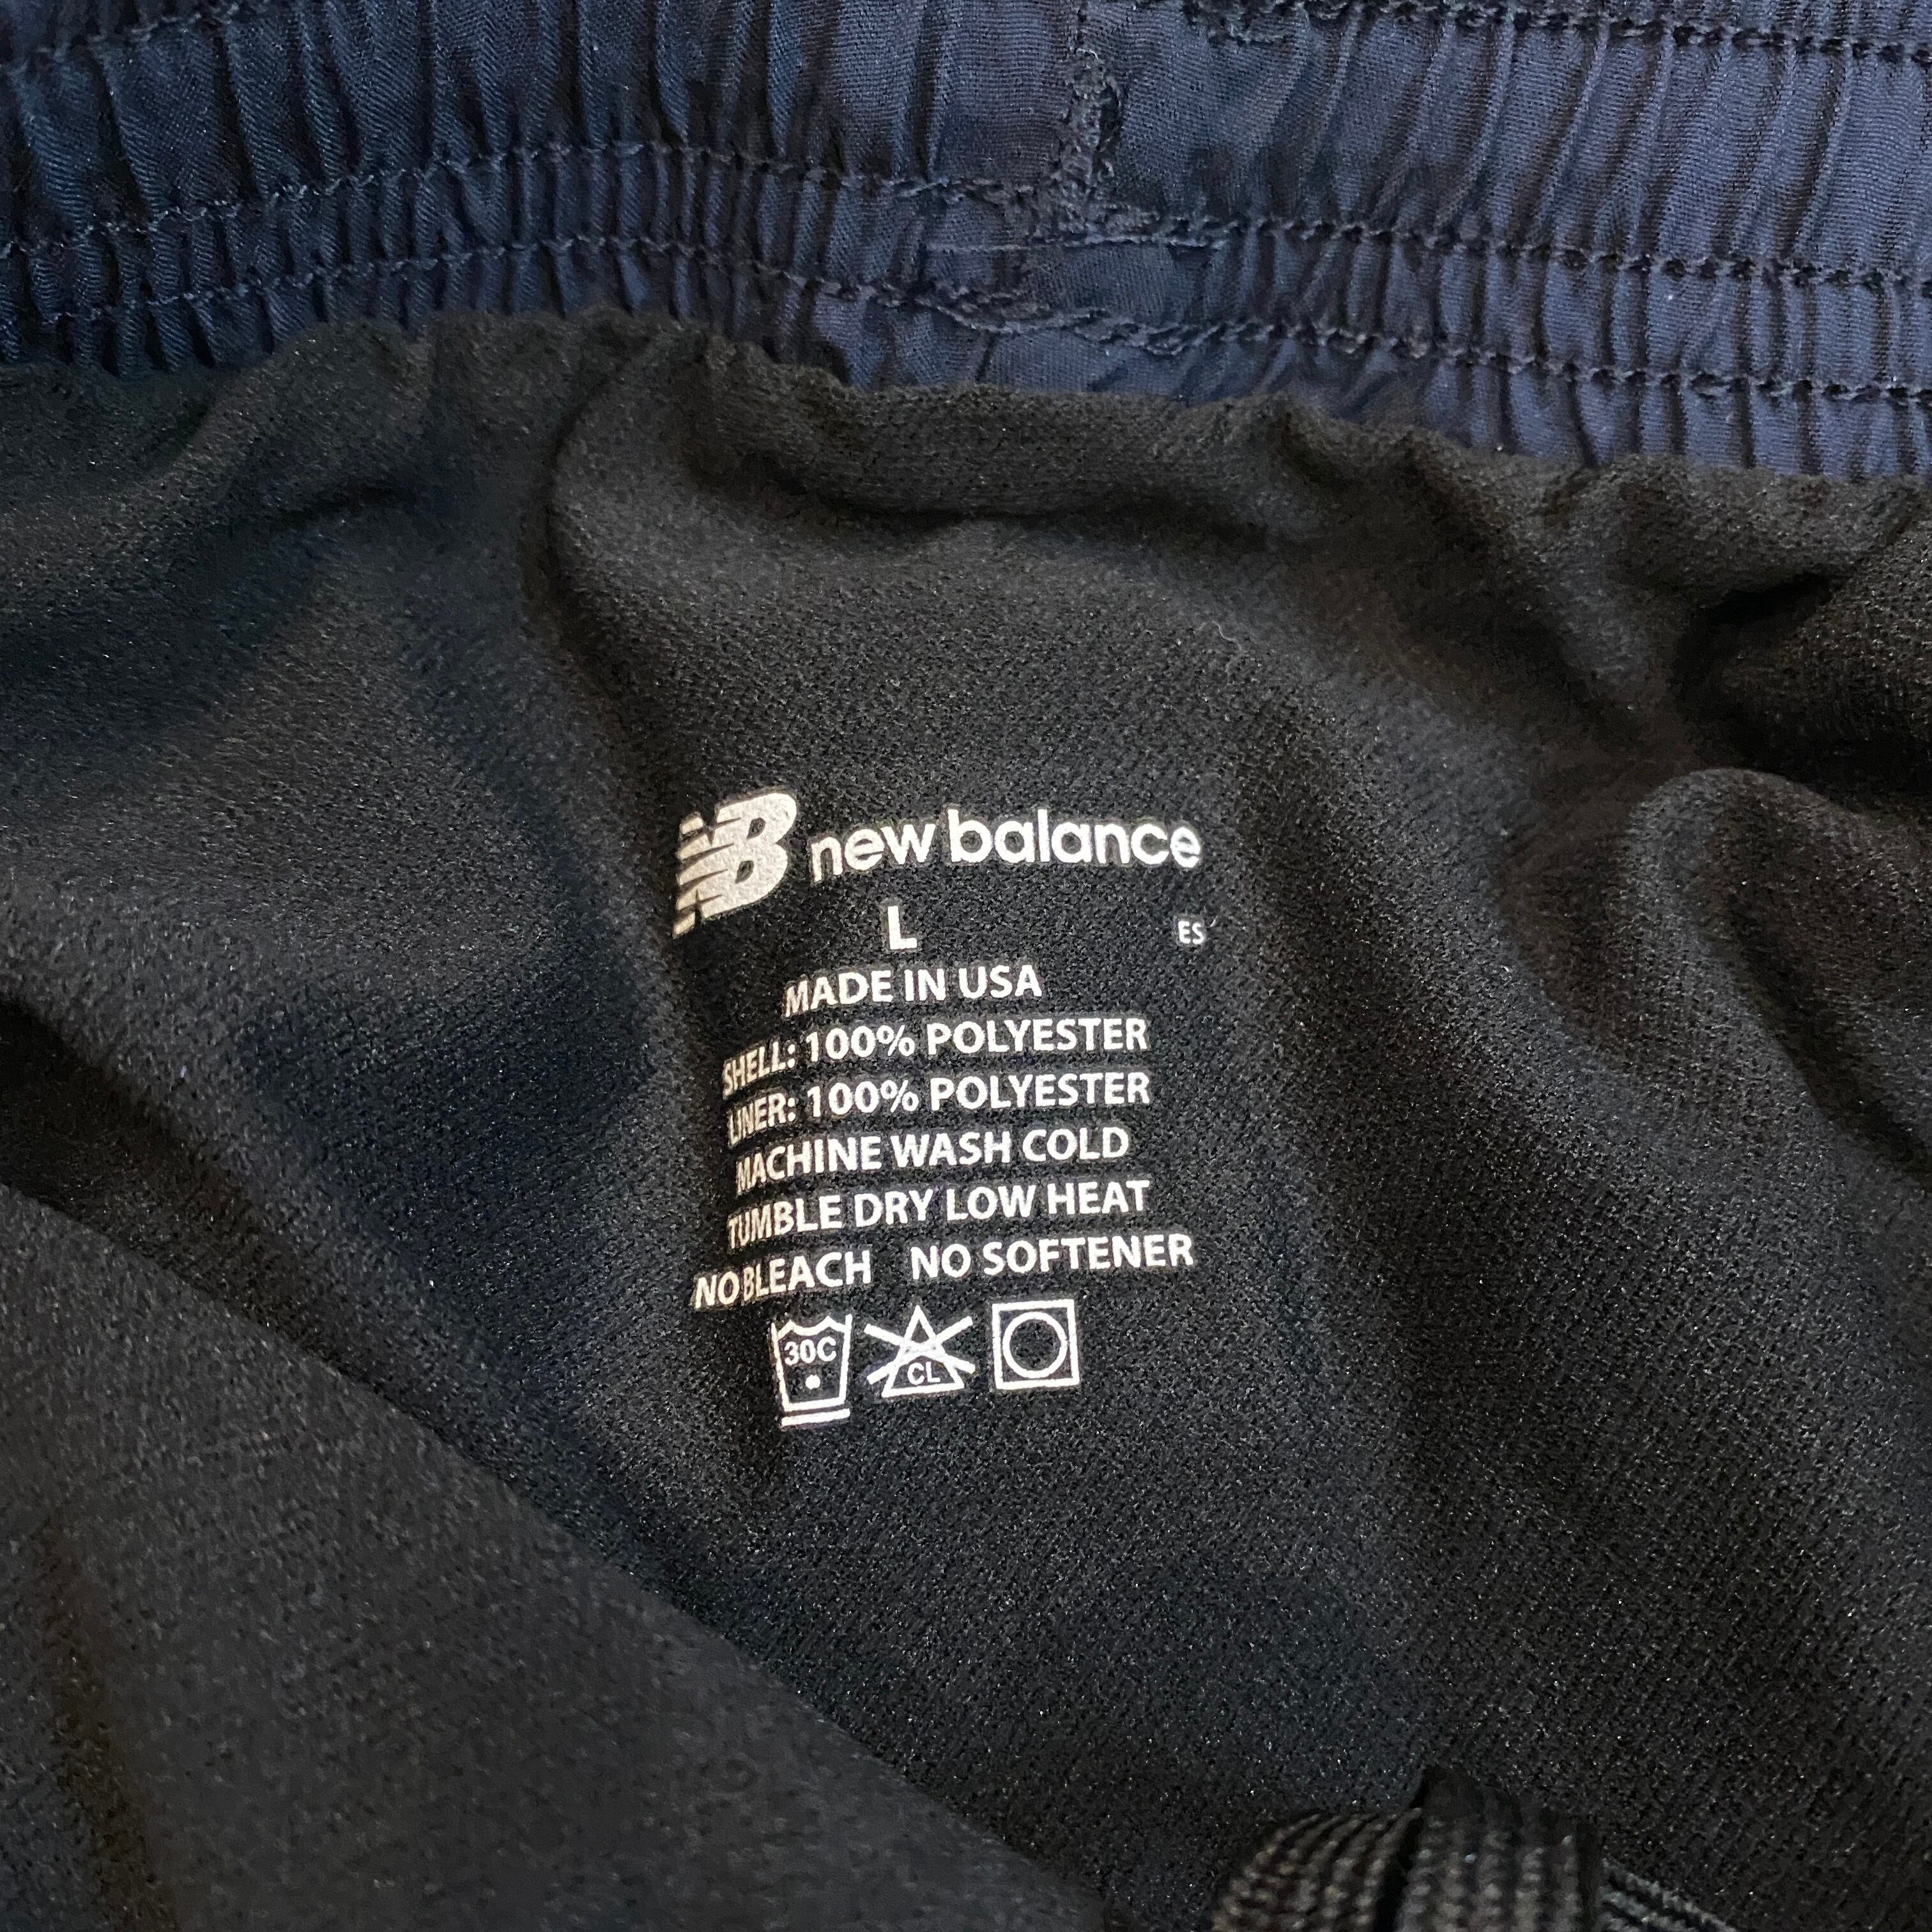 NB new balance
L ES
MADE IN USA
SHELL: 100% POLYESTER
LINER: 100% POLYESTER
MACHINE WASH COLD
TUMBLE DRY LOW HEAT
NO BLEACH NO SOFTENER
30C CL